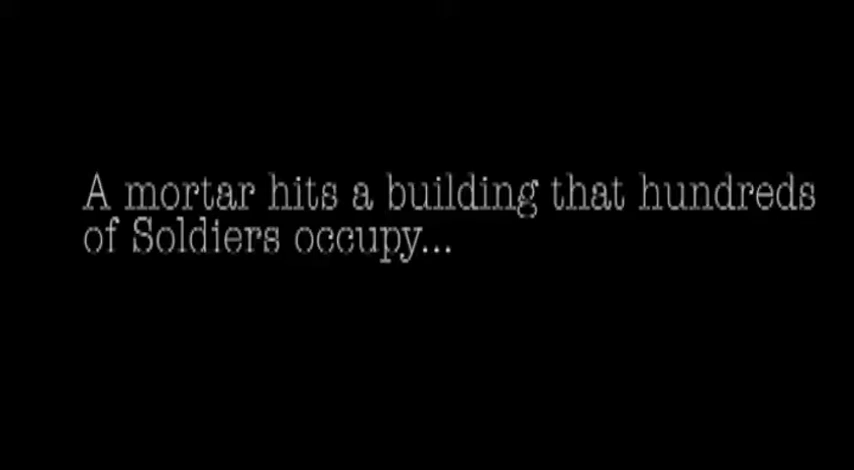 A mortar hits a building that hundreds
of Soldiers occupy...